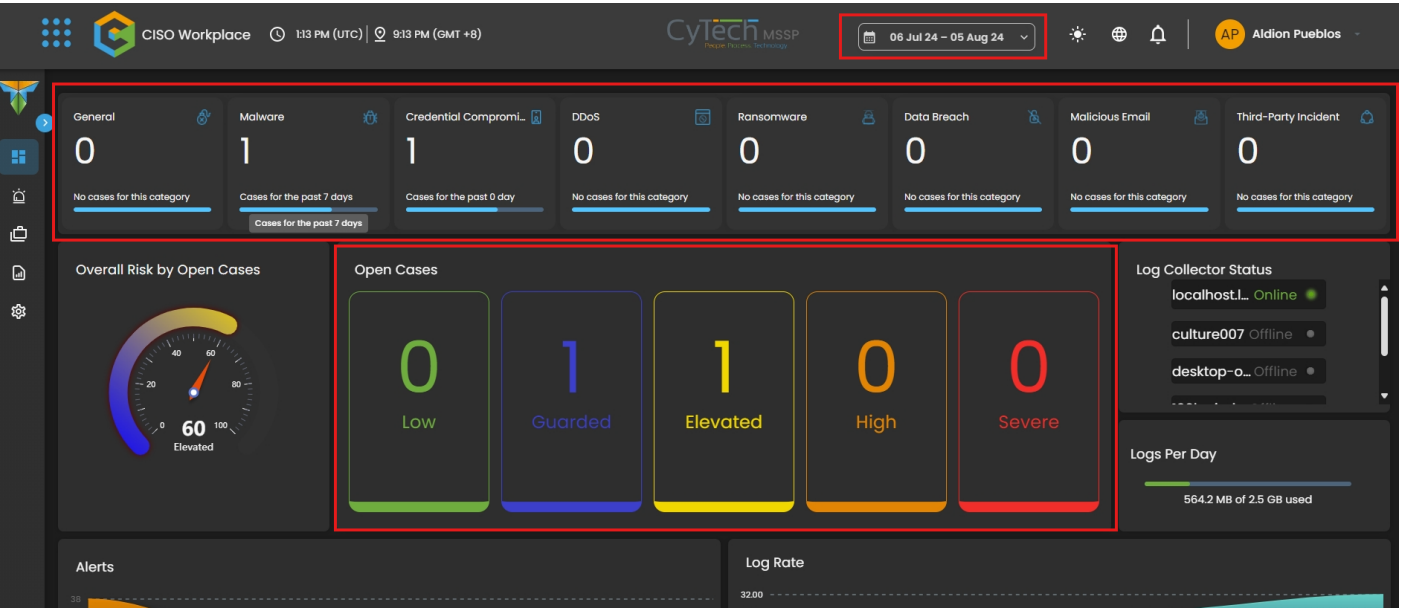 CISO Workplace 1:13 PM (UTC) 9:13 PM (GMT +8)
CyTech MSSP
People Process Technology
06 Jul 24 – 05 Aug 24
AP Aldion Pueblos
General
0
No cases for this category
Malware
1
Cases for the past 7 days
Cases for the past 7 days
Credential Compromi...
1
Cases for the past 0 day
DDoS
0
No cases for this category
Ransomware
0
No cases for this category
Data Breach
0
No cases for this category
Malicious Email
0
No cases for this category
Third-Party Incident
0
No cases for this category
Overall Risk by Open Cases
0 20 40 60 80 100
60
Elevated
Open Cases
0
Low
1
Guarded
1
Elevated
0
High
0
Severe
Log Collector Status
localhost.l... Online
culture007 Offline
desktop-o... Offline
Logs Per Day
564.2 MB of 2.5 GB used
Alerts
38
Log Rate
32.00